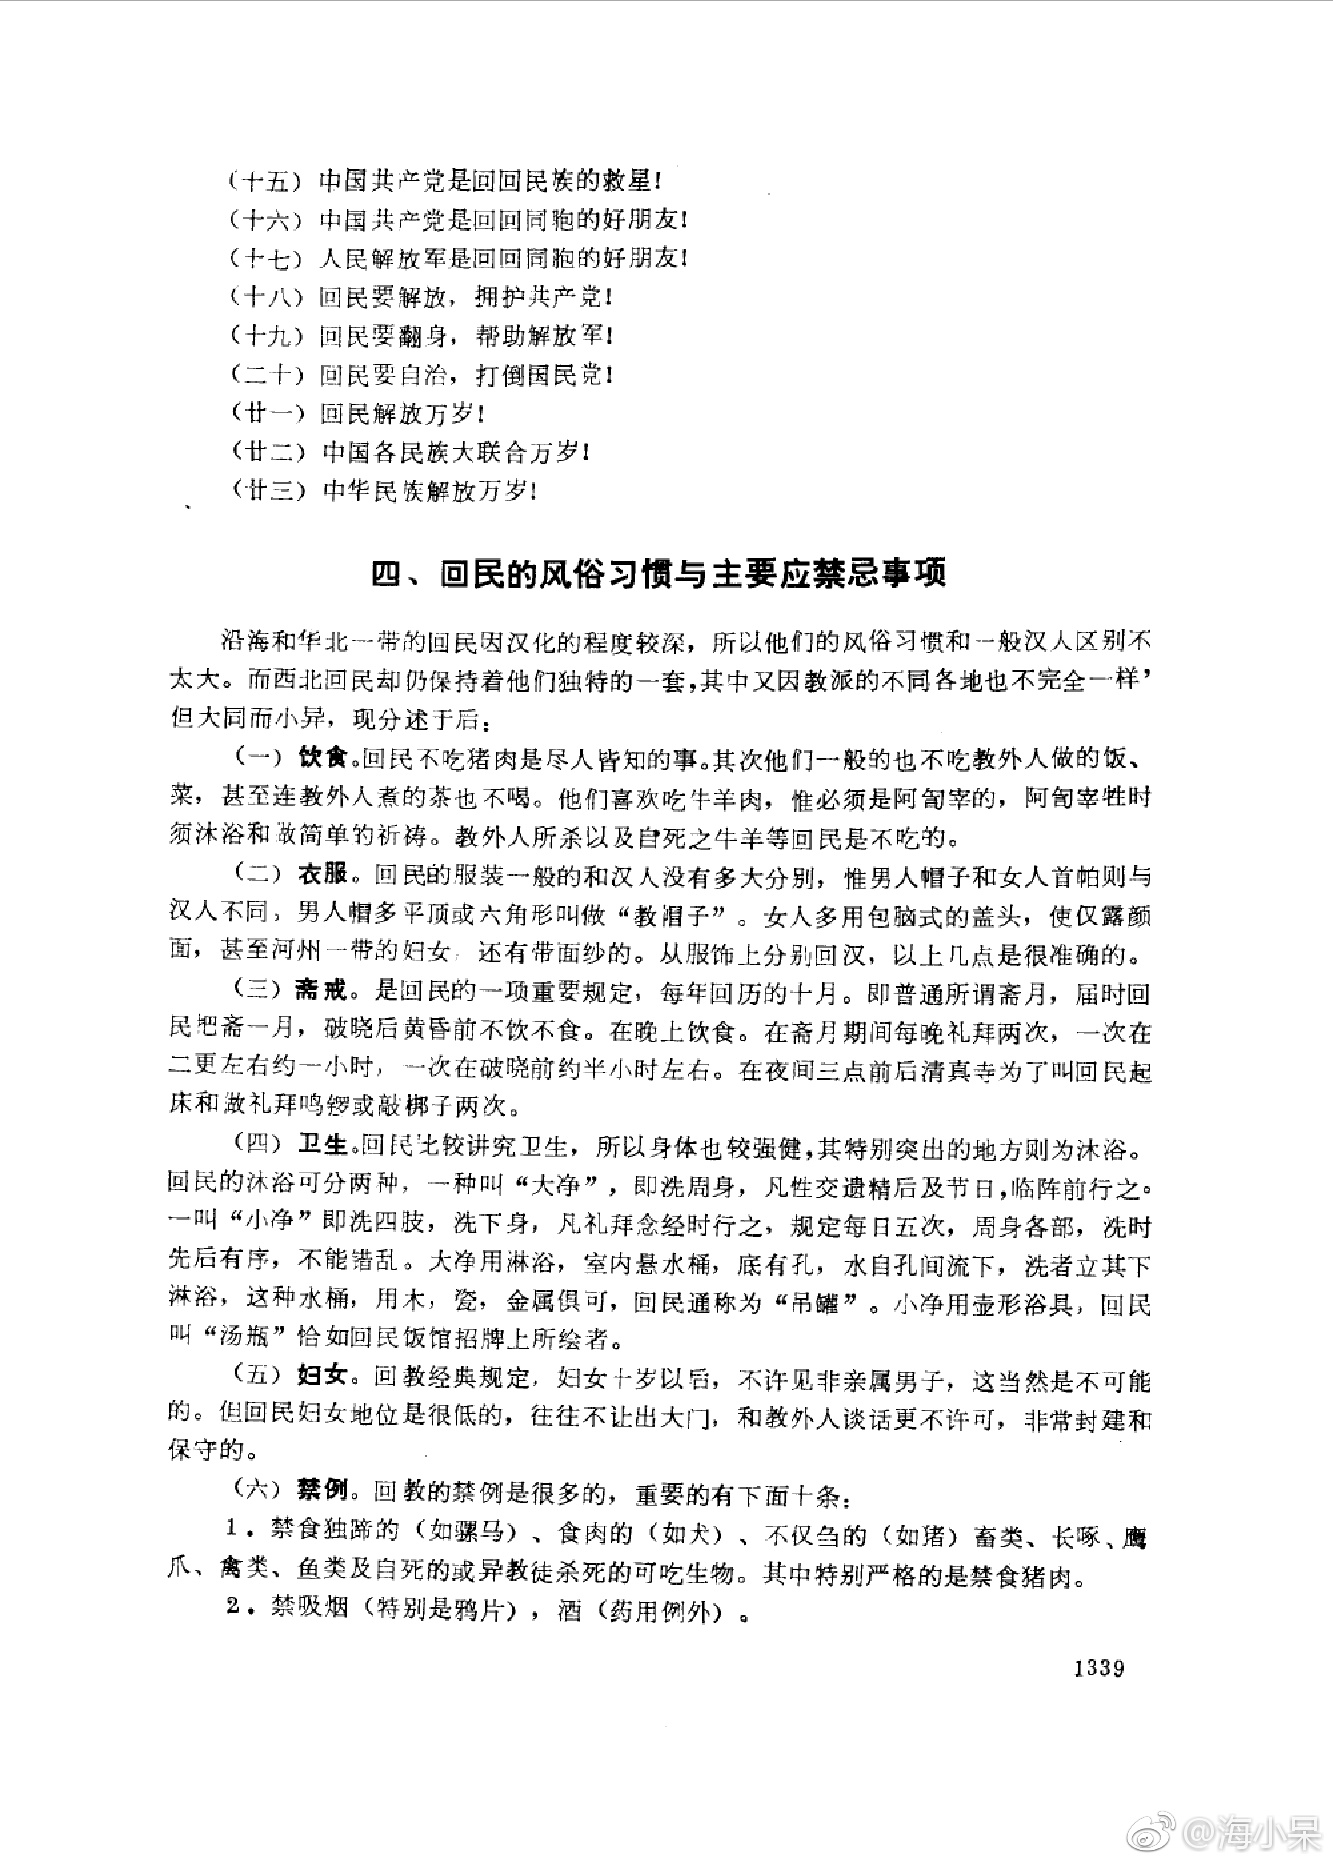 （十五）中国共产党是回回民族的救星！
（十六）中国共产党是回回同胞的好朋友！
（十七）人民解放军是回回同胞的好朋友！
（十八）回民要解放，拥护共产党！
（十九）回民要翻身，帮助解放军！
（二十）回民要自治，打倒国民党！
（廿一）回民解放万岁！
（廿二）中国各民族大联合万岁！
（廿三）中华民族解放万岁！
四、回民的风俗习惯与主要应禁忌事项
沿海和华北一带的回民因汉化的程度较深，所以他们的风俗习惯和一般汉人区别不
太大。而西北回民却仍保持着他们独特的一套，其中又因教派的不同各地也不完全一样’
但大同而小异，现分述于后：
（一）饮食。回民不吃猪肉是尽人皆知的事。其次他们一般的也不吃教外人做的饭、
菜，甚至连教外人煮的茶也不喝。他们喜欢吃牛羊肉，惟必须是阿訇宰的，阿訇宰牲时
须沐浴和做简单的祈祷。教外人所杀以及自死之牛羊等回民是不吃的。
（二）衣服。回民的服装一般的和汉人没有多大分别，惟男人帽子和女人首帕则与
汉人不同，男人帽多平顶或六角形叫做“教帽子”。女人多用包脑式的盖头，使仅露颜
面，甚至河州一带的妇女，还有带面纱的。从服饰上分别回汉，以上几点是很准确的。
（三）斋戒。是回民的一项重要规定，每年回历的十月。即普通所谓斋月，届时回
民把斋一月，破晓后黄昏前不饮不食。在晚上饮食。在斋月期间每晚礼拜两次，一次在
二更左右约一小时，一次在破晓前约半小时左右。在夜间三点前后清真寺为了叫回民起
床和做礼拜鸣锣或敲梆子两次。
（四）卫生。回民比较讲究卫生，所以身体也较强健，其特别突出的地方则为沐浴。
回民的沐浴可分两种，一种叫“大净”，即洗周身，凡性交遗精后及节日，临阵前行之。
一叫“小净”即洗四肢，洗下身，凡礼拜念经时行之，规定每日五次，周身各部，洗时
先后有序，不能错乱。大净用淋浴，室内悬水桶，底有孔，水自孔间流下，洗者立其下
淋浴，这种水桶，用木，瓷，金属俱可，回民通称为“吊罐”。小净用壶形浴具，回民
叫“汤瓶”恰如回民饭馆招牌上所绘者。
（五）妇女。回教经典规定，妇女十岁以后，不许见非亲属男子，这当然是不可能
的。但回民妇女地位是很低的，往往不让出大门，和教外人谈话更不许可，非常封建和
保守的。
（六）禁例。回教的禁例是很多的，重要的有下面十条：
1．禁食独蹄的（如骡马）、食肉的（如犬）、不仅刍的（如猪）畜类、长啄、鹰
爪、禽类、鱼类及自死的或异教徒杀死的可吃生物。其中特别严格的是禁食猪肉。
2．禁吸烟（特别是鸦片），酒（药用例外）。
1339
@海小呆